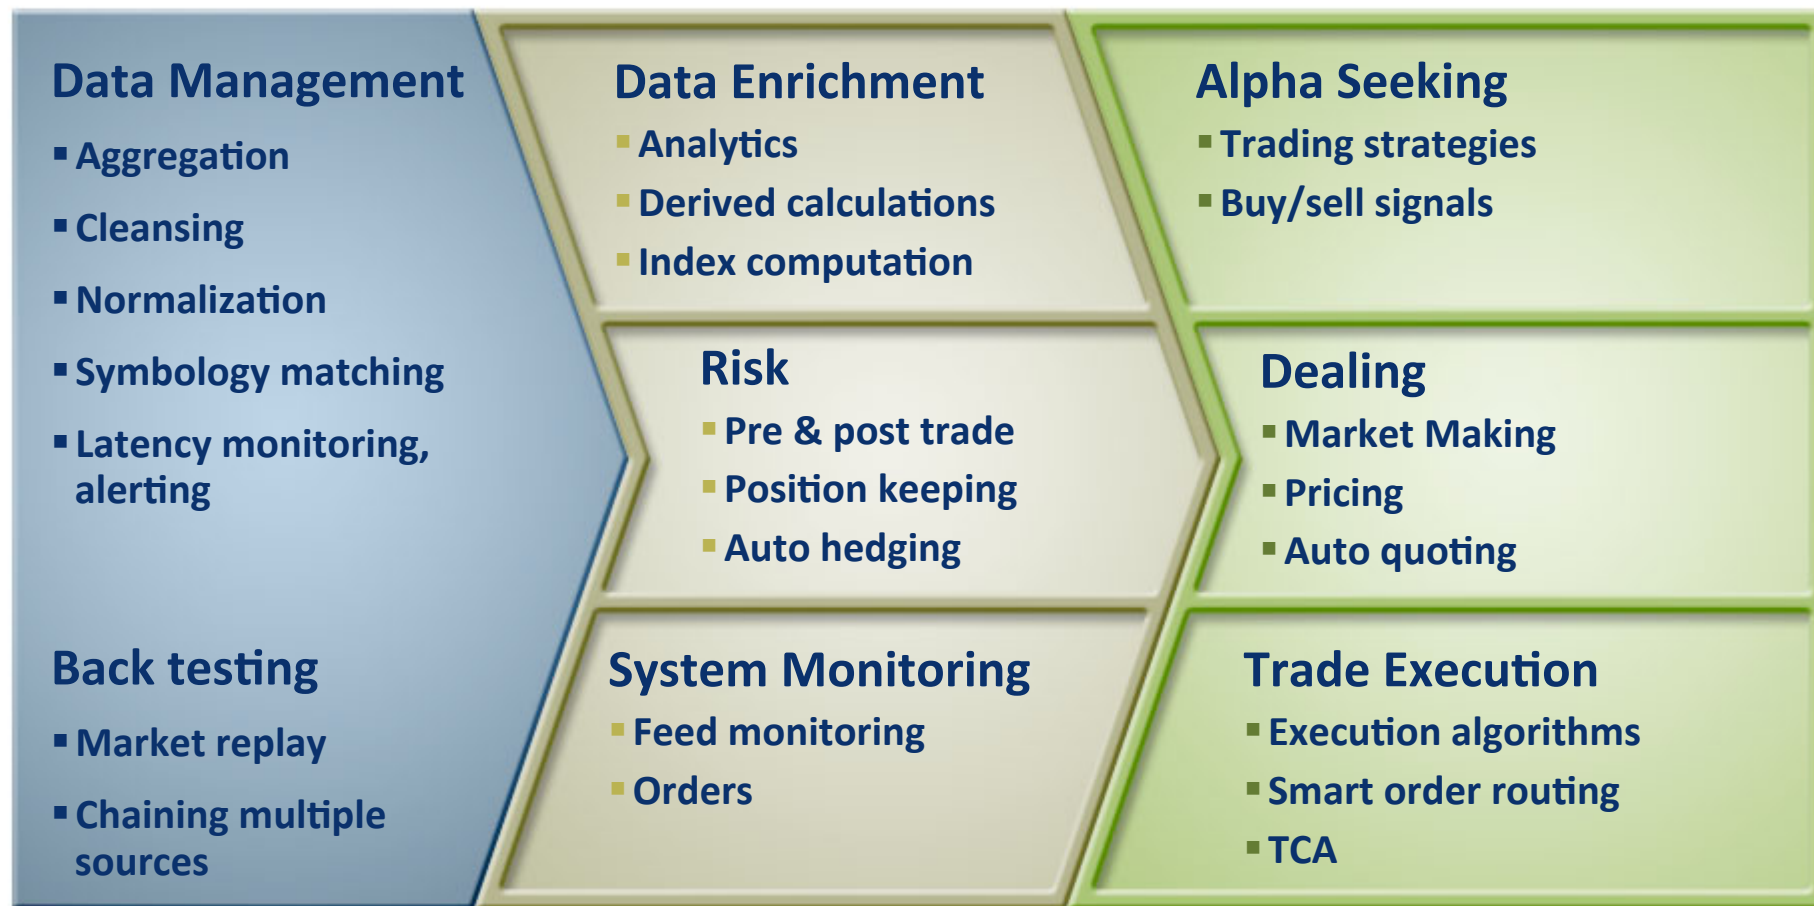 Data Management
▪ Aggregation
▪ Cleansing
▪ Normalization
▪ Symbology matching
▪ Latency monitoring,
alerting
Back testing
▪ Market replay
▪ Chaining multiple
sources
Data Enrichment
▪ Analytics
▪ Derived calculations
▪ Index computation
Risk
▪ Pre & post trade
▪ Position keeping
▪ Auto hedging
System Monitoring
▪ Feed monitoring
▪ Orders
Alpha Seeking
▪ Trading strategies
▪ Buy/sell signals
Dealing
▪ Market Making
▪ Pricing
▪ Auto quoting
Trade Execution
▪ Execution algorithms
▪ Smart order routing
▪ TCA